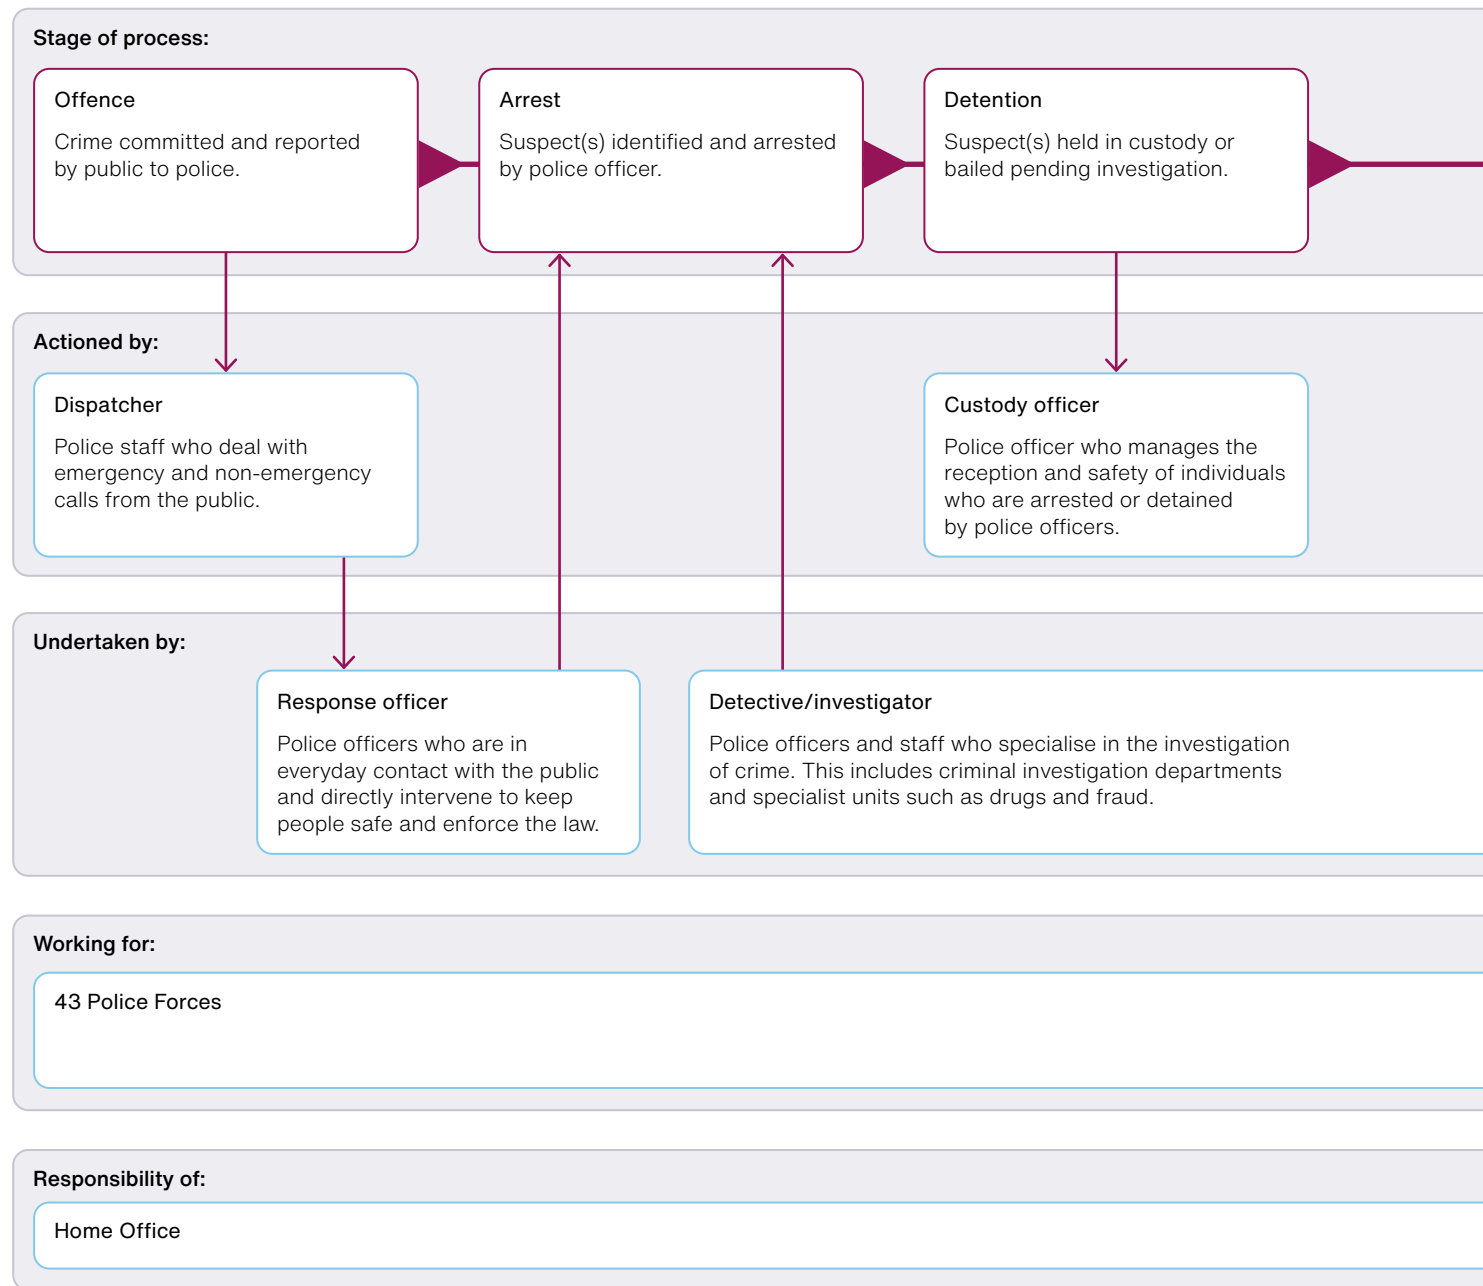 Stage of process:
Offence
Crime committed and reported
by public to police.
Arrest
Suspect(s) identified and arrested
by police officer.
Detention
Suspect(s) held in custody or
bailed pending investigation.
Actioned by:
Dispatcher
Police staff who deal with
emergency and non-emergency
calls from the public.
Custody officer
Police officer who manages the
reception and safety of individuals
who are arrested or detained
by police officers.
Undertaken by:
Response officer
Police officers who are in
everyday contact with the public
and directly intervene to keep
people safe and enforce the law.
Detective/investigator
Police officers and staff who specialise in the investigation
of crime. This includes criminal investigation departments
and specialist units such as drugs and fraud.
Working for:
43 Police Forces
Responsibility of:
Home Office